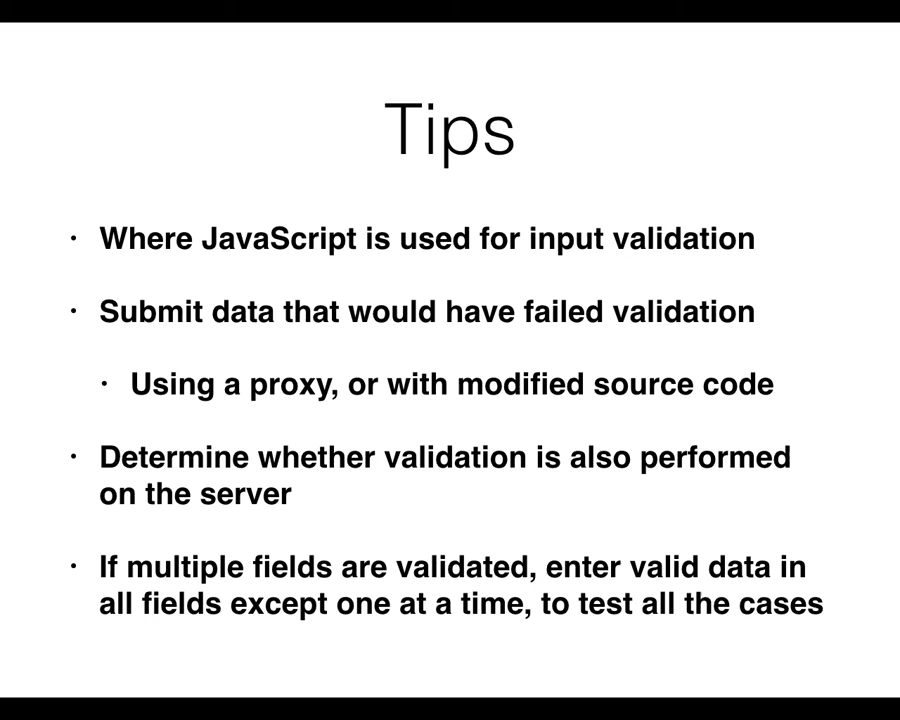 Tips
• Where JavaScript is used for input validation
• Submit data that would have failed validation
• Using a proxy, or with modified source code
• Determine whether validation is also performed
on the server
• If multiple fields are validated, enter valid data in
all fields except one at a time, to test all the cases